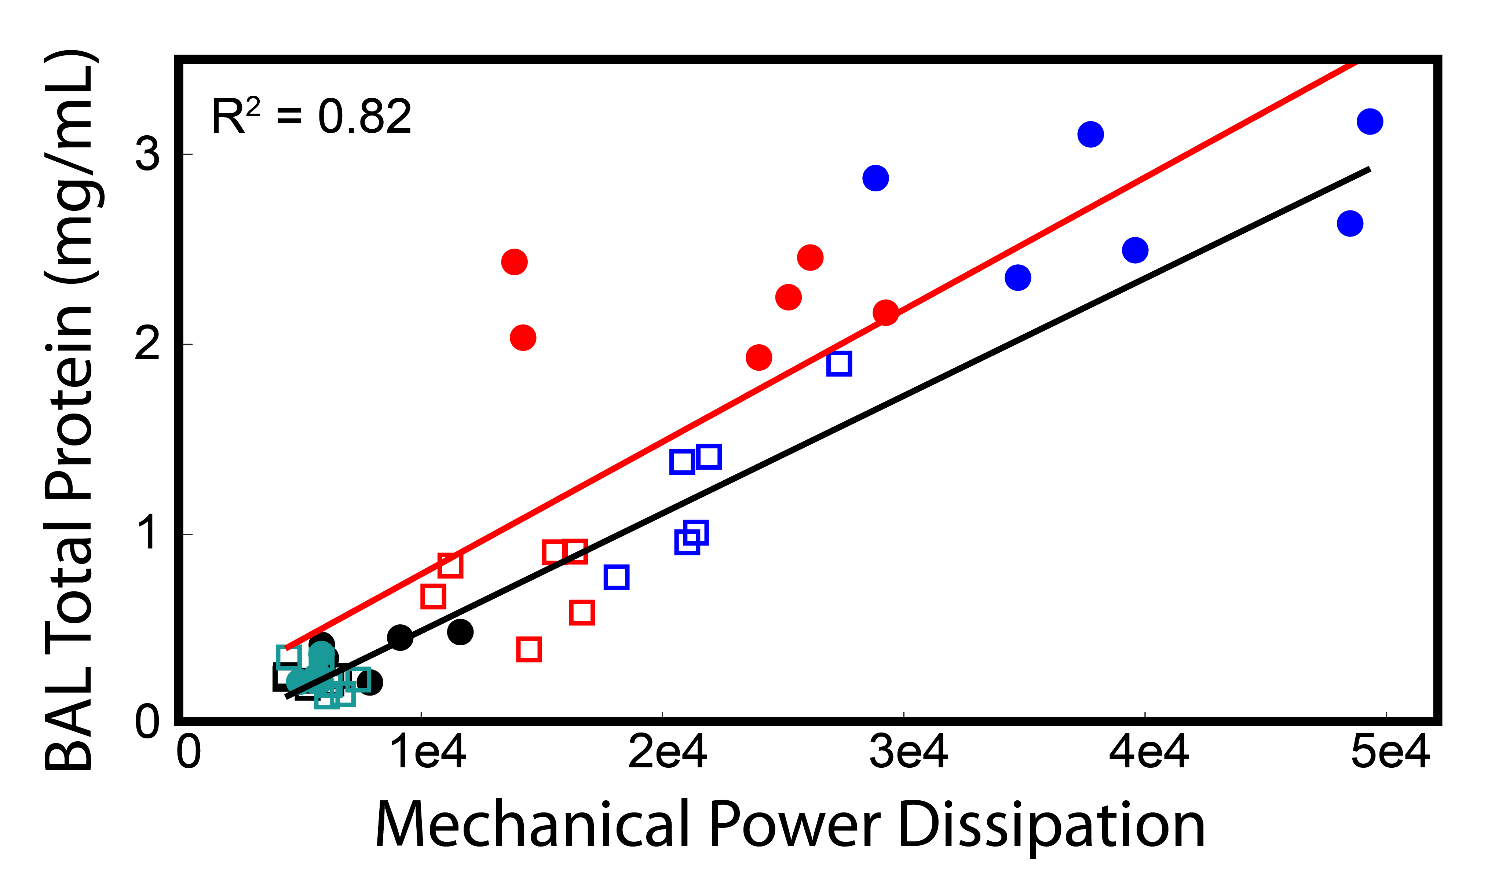 R² = 0.82
BAL Total Protein (mg/mL)
3
2
1
0
0 1e4 2e4 3e4 4e4 5e4
Mechanical Power Dissipation